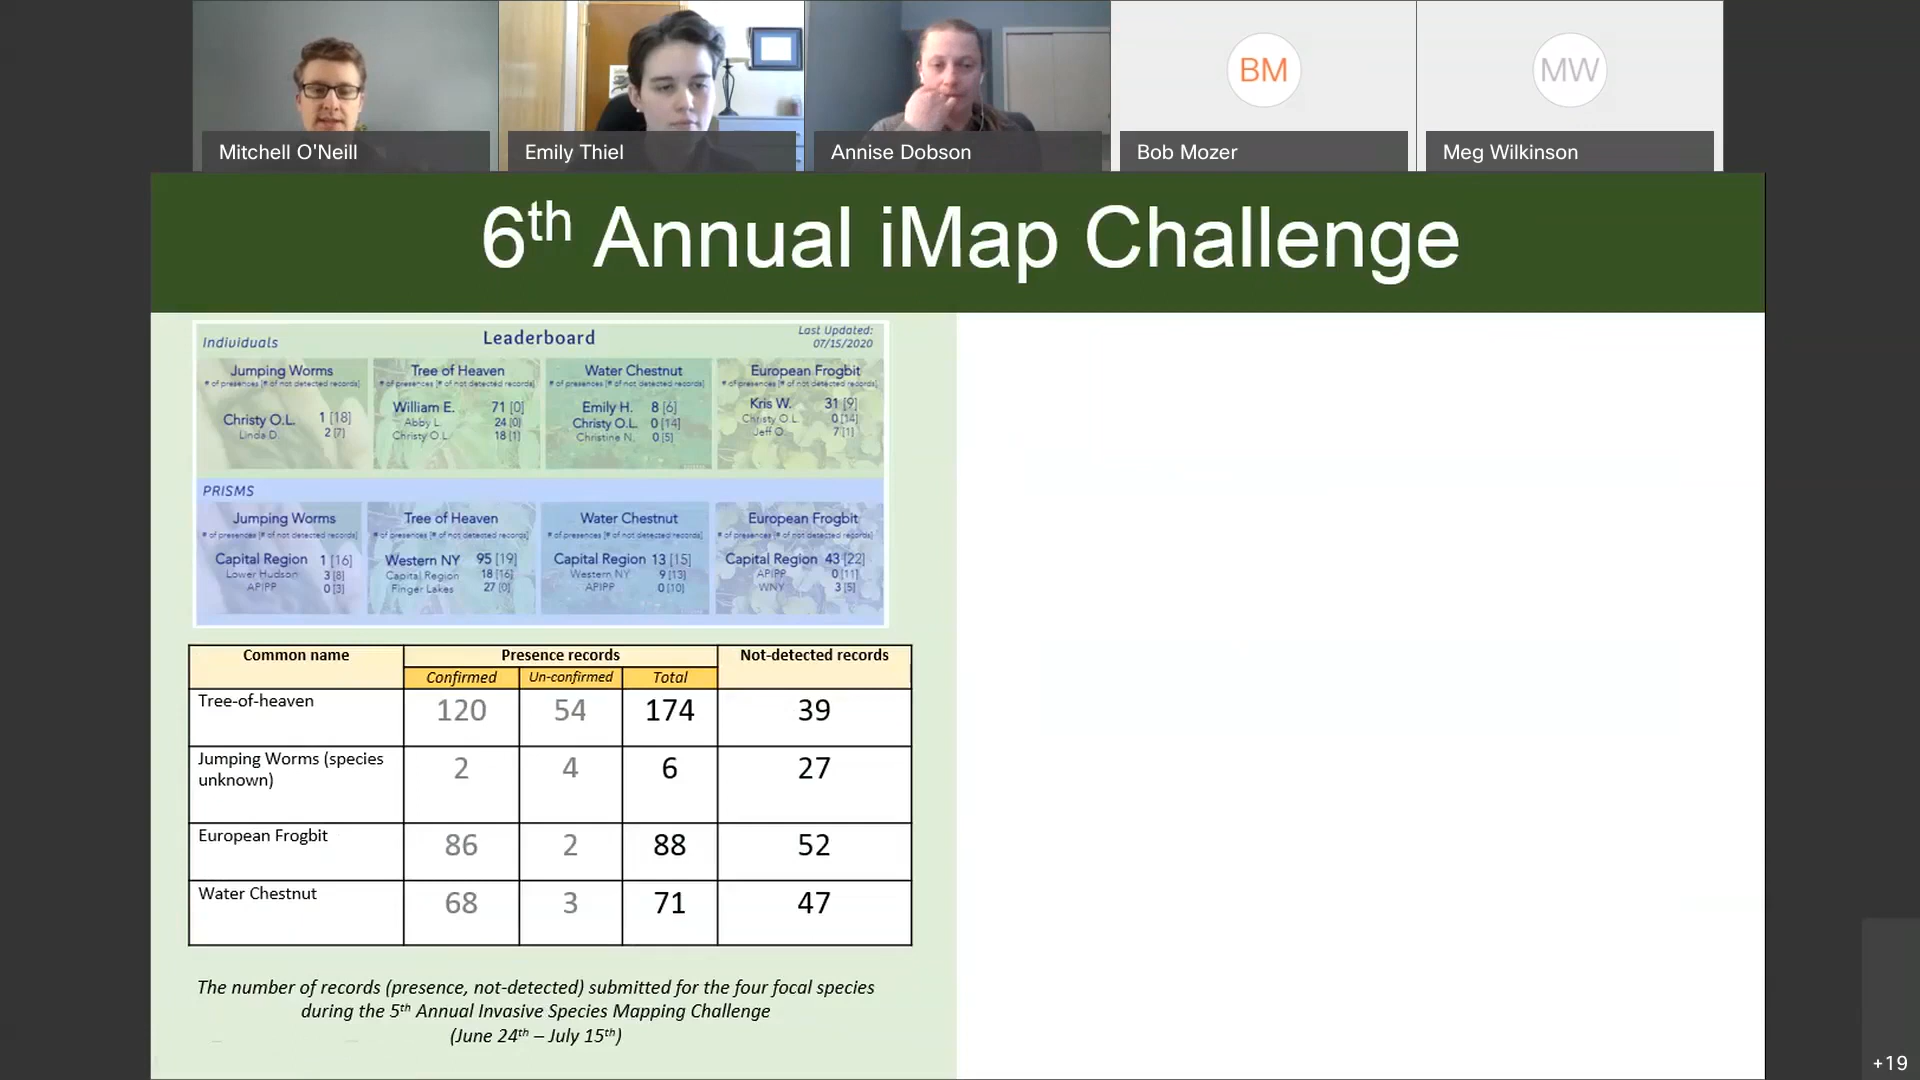 BM
MW
Mitchell O'Neill
Emily Thiel
Annise Dobson
Bob Mozer
Meg Wilkinson
6th Annual iMap Challenge
Individuals
Leaderboard
Last Updated:
07/15/2020
Jumping Worms
# of presences [# of not detected records]
Christy O.L. 1 [18]
Linda D. 2 [7]
Tree of Heaven
# of presences [# of not detected records]
William E. 71 [0]
Abby L. 24 [0]
Christy O.L. 18 [1]
Water Chestnut
# of presences [# of not detected records]
Emily H. 8 [6]
Christy O.L. 0 [14]
Christine N. 0 [5]
European Frogbit
# of presences [# of not detected records]
Kris W. 31 [9]
Christy O.L. 0 [14]
Jeff O. 7 [1]
PRISMS
Jumping Worms
# of presences [# of not detected records]
Capital Region 1 [16]
Lower Hudson 3 [8]
APIPP 0 [3]
Tree of Heaven
# of presences [# of not detected records]
Western NY 95 [19]
Capital Region 18 [16]
Finger Lakes 27 [0]
Water Chestnut
# of presences [# of not detected records]
Capital Region 13 [15]
Western NY 9 [13]
APIPP 0 [10]
European Frogbit
# of presences [# of not detected records]
Capital Region 43 [22]
APIPP 0 [11]
WNY 3 [5]
Common name Presence records Not-detected records
Confirmed Un-confirmed Total
Tree-of-heaven 120 54 174 39
Jumping Worms (species
unknown) 2 4 6 27
European Frogbit 86 2 88 52
Water Chestnut 68 3 71 47
The number of records (presence, not-detected) submitted for the four focal species
during the 5th Annual Invasive Species Mapping Challenge
(June 24th – July 15th)
+19